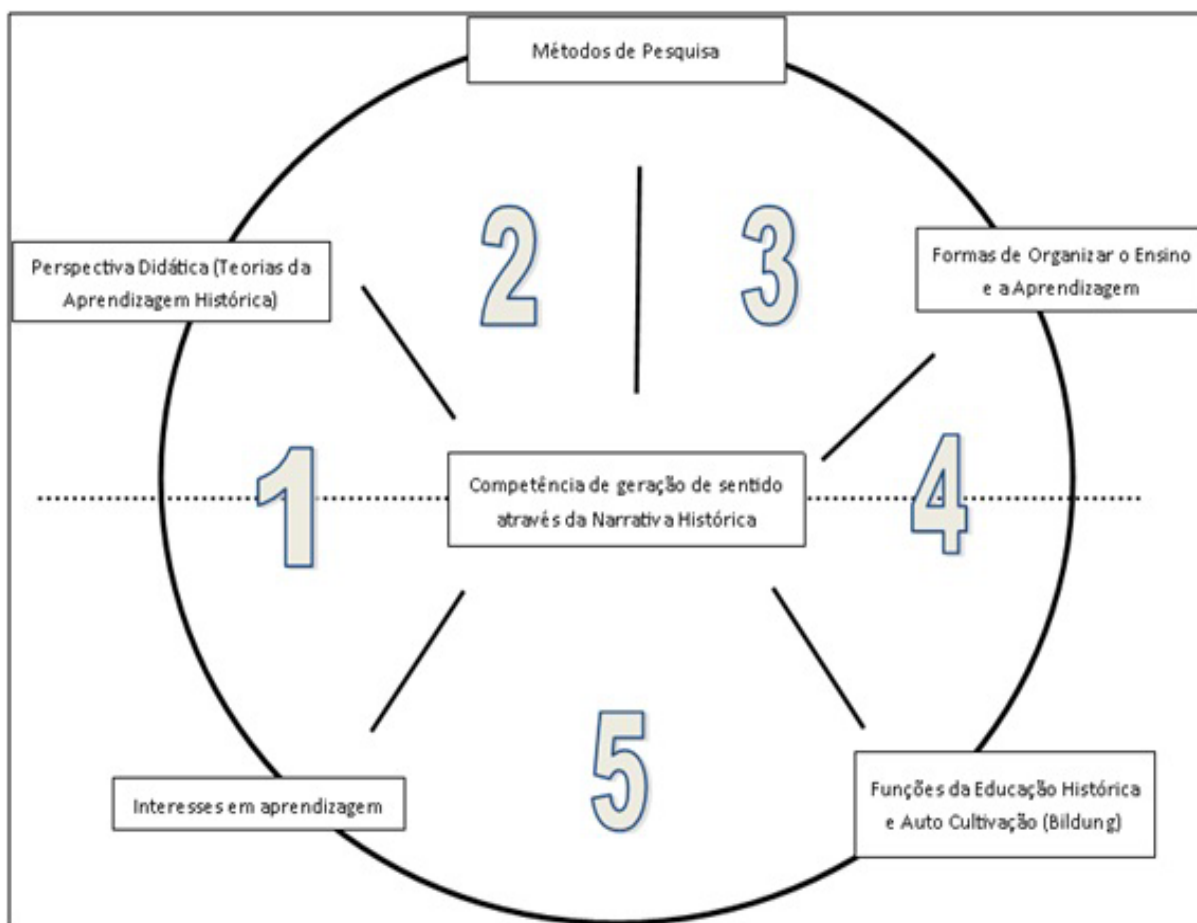 Métodos de Pesquisa
Perspectiva Didática (Teorias da
Aprendizagem Histórica)
2
3
Formas de Organizar o Ensino
e a Aprendizagem
1
Competência de geração de sentido
através da Narrativa Histórica
4
Interesses em aprendizagem
5
Funções da Educação Histórica
e Auto Cultivação (Bildung)